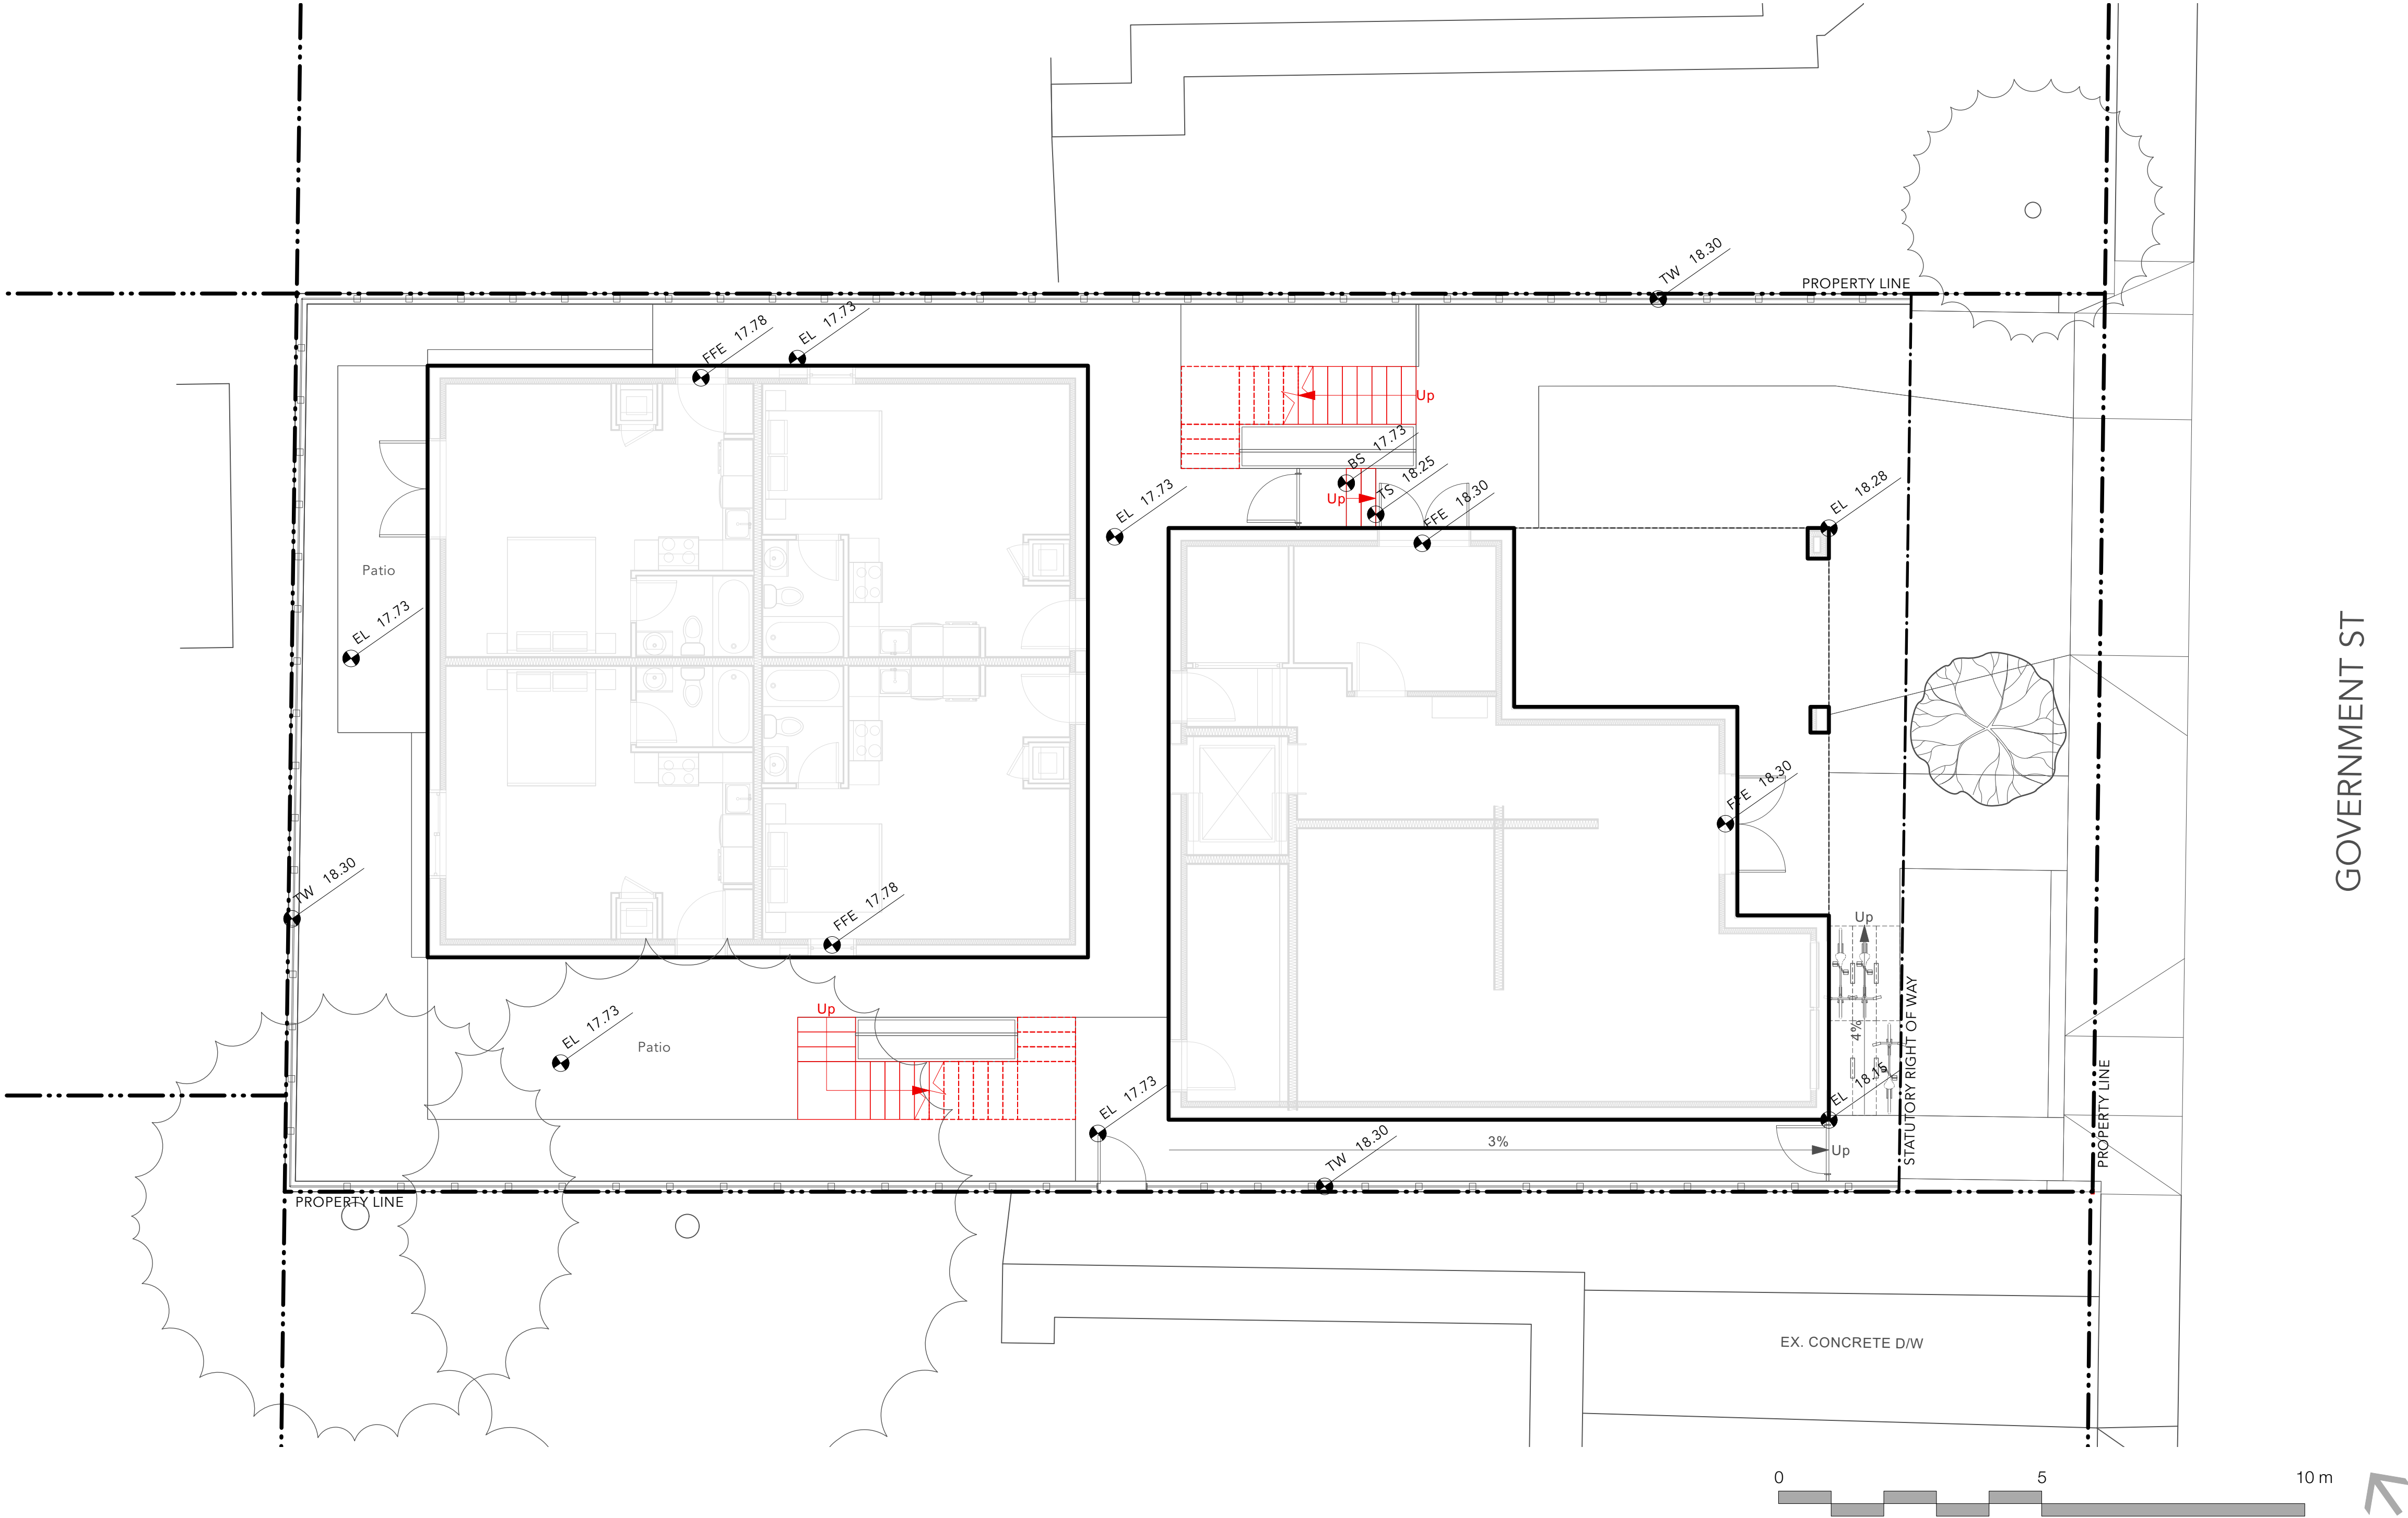 TW 18.30
PROPERTY LINE
FFE 17.78
EL 17.73
Up
BS 17.73
TS 18.25
Up
FFE 18.30
EL 17.73
EL 18.28
Patio
EL 17.73
GOVERNMENT ST
FFE 18.30
TW 18.30
FFE 17.78
Up
EL 17.73
Patio
Up
4%
STATUTORY RIGHT OF WAY
EL 18.15
EL 17.73
PROPERTY LINE
TW 18.30
3%
Up
PROPERTY LINE
EX. CONCRETE D/W
0 5 10 m